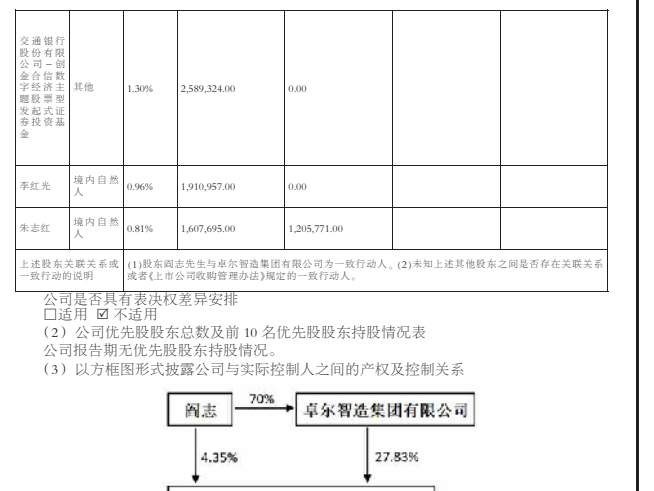 交通银行
股份有限
公司－创
金合信数
字经济主
题股票型
发起式证
券投资基
金
其他
1.30%
2,589,324.00
0.00
李红光
境内自然
人
0.96%
1,910,957.00
0.00
朱志红
境内自然
人
0.81%
1,607,695.00
1,205,771.00
上述股东关联关系或
一致行动的说明
(1)股东阎志先生与卓尔智造集团有限公司为一致行动人。(2)未知上述其他股东之间是否存在关联关系
或者《上市公司收购管理办法》规定的一致行动人。
公司是否具有表决权差异安排
□适用 ☑ 不适用
（2）公司优先股股东总数及前 10 名优先股股东持股情况表
公司报告期无优先股股东持股情况。
（3）以方框图形式披露公司与实际控制人之间的产权及控制关系
阎志
70%
卓尔智造集团有限公司
4.35%
27.83%